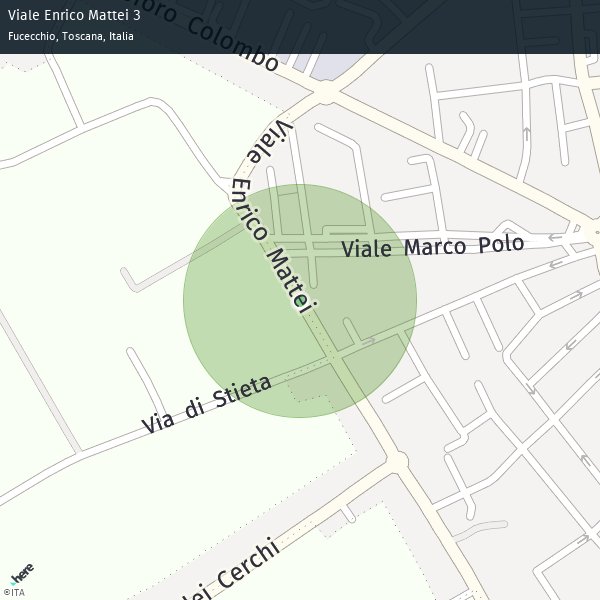 Viale Enrico Mattei 3
Fucecchio, Toscana, Italia
Colombo
Viale Enrico Mattei
Viale Marco Polo
Via di Stieta
Cerchi
here
©ITA